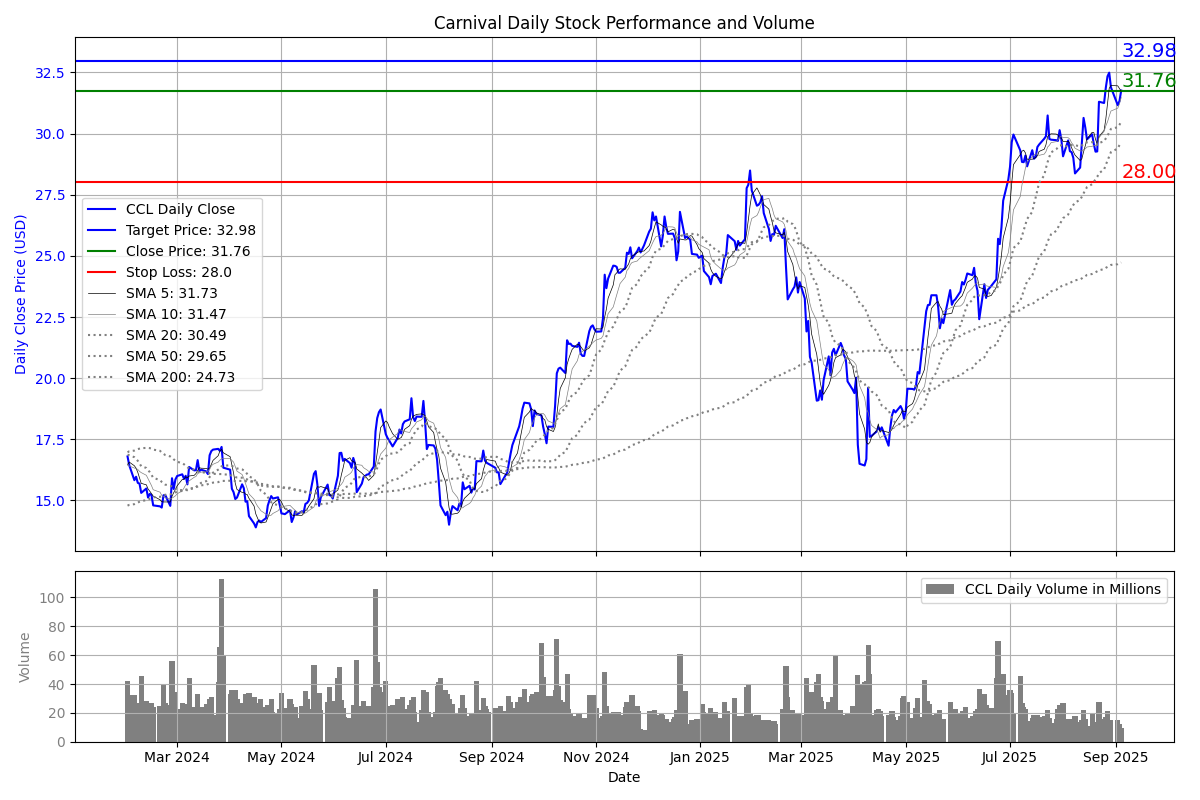 Carnival Daily Stock Performance and Volume
32.98
31.76
28.00
32.5
30.0
27.5
25.0
22.5
20.0
17.5
15.0
Daily Close Price (USD)
CCL Daily Close
Target Price: 32.98
Close Price: 31.76
Stop Loss: 28.0
SMA 5: 31.73
SMA 10: 31.47
SMA 20: 30.49
SMA 50: 29.65
SMA 200: 24.73
CCL Daily Volume in Millions
100
80
60
40
20
0
Volume
Mar 2024 May 2024 Jul 2024 Sep 2024 Nov 2024 Jan 2025 Mar 2025 May 2025 Jul 2025 Sep 2025
Date